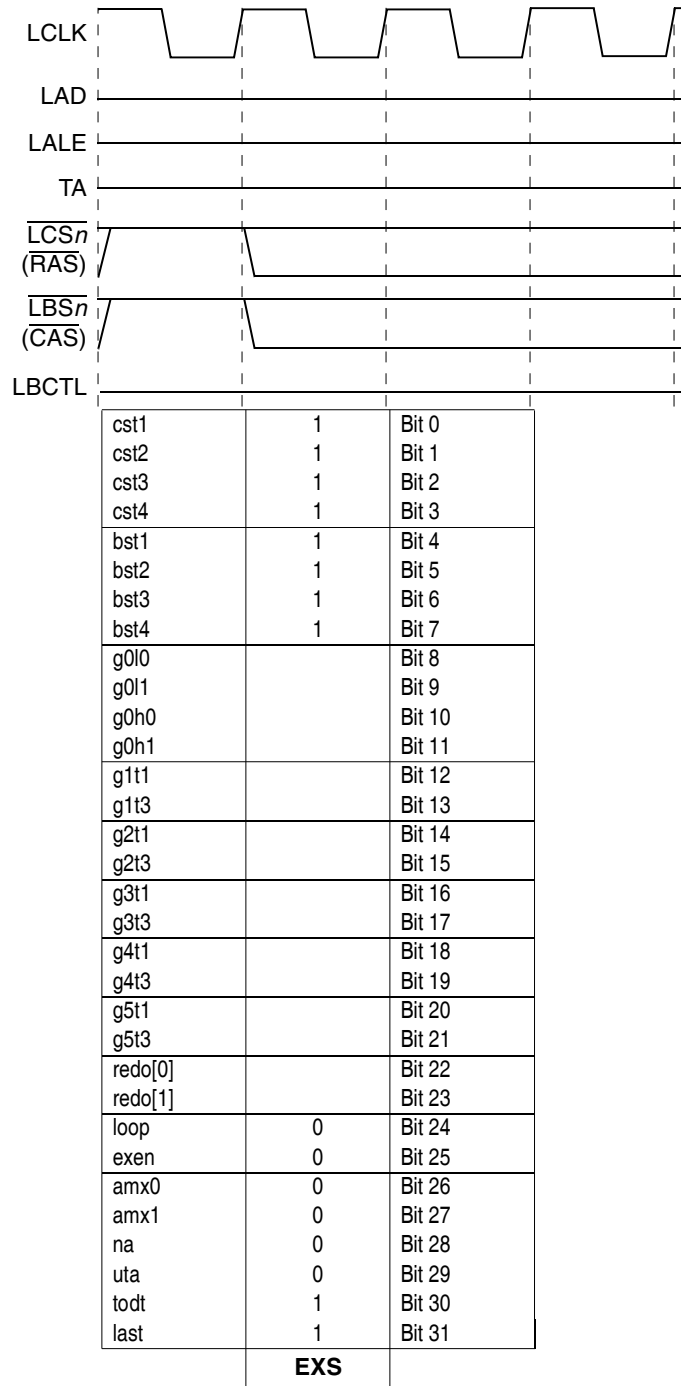 LCLK
LAD
LALE
TA
LCSn
(RAS)
LBSn
(CAS)
LBCTL
cst1 1 Bit 0
cst2 1 Bit 1
cst3 1 Bit 2
cst4 1 Bit 3
bst1 1 Bit 4
bst2 1 Bit 5
bst3 1 Bit 6
bst4 1 Bit 7
g0l0 Bit 8
g0l1 Bit 9
g0h0 Bit 10
g0h1 Bit 11
g1t1 Bit 12
g1t3 Bit 13
g2t1 Bit 14
g2t3 Bit 15
g3t1 Bit 16
g3t3 Bit 17
g4t1 Bit 18
g4t3 Bit 19
g5t1 Bit 20
g5t3 Bit 21
redo[0] Bit 22
redo[1] Bit 23
loop 0 Bit 24
exen 0 Bit 25
amx0 0 Bit 26
amx1 0 Bit 27
na 0 Bit 28
uta 0 Bit 29
todt 1 Bit 30
last 1 Bit 31
EXS